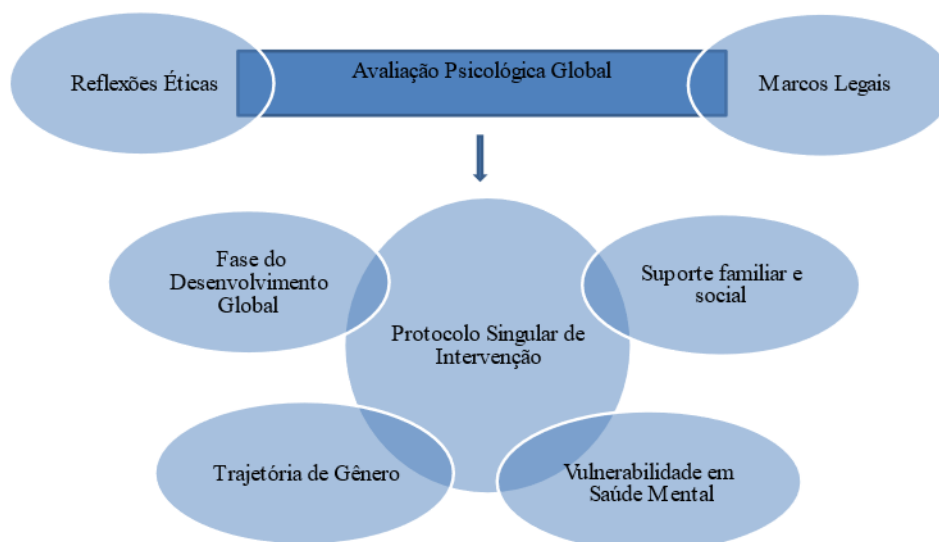 Reflexões Éticas
Avaliação Psicológica Global
Marcos Legais
Fase do
Desenvolvimento
Global
Suporte familiar e
social
Protocolo Singular de
Intervenção
Trajetória de Gênero
Vulnerabilidade em
Saúde Mental